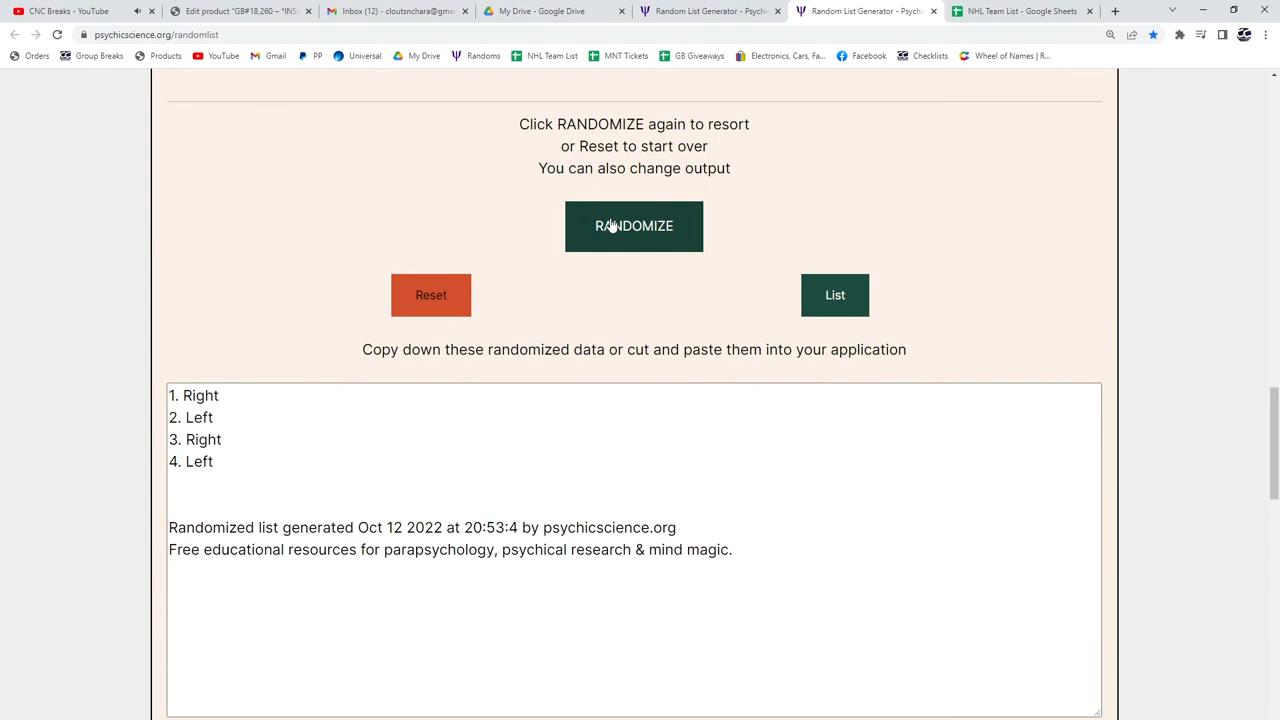 CNC Breaks - YouTube
Edit product "GB#18,260 – "INS
Inbox (12) - cloutsnchara@gma
My Drive - Google Drive
Random List Generator - Psychi
Random List Generator - Psych
NHL Team List - Google Sheets
psychicscience.org/randomlist
Orders
Group Breaks
Products
YouTube
Gmail
PP
Universal
My Drive
Randoms
NHL Team List
MNT Tickets
GB Giveaways
Electronics, Cars, Fa...
Facebook
Checklists
Wheel of Names | R...
Click RANDOMIZE again to resort
or Reset to start over
You can also change output
RANDOMIZE
Reset
List
Copy down these randomized data or cut and paste them into your application
1. Right
2. Left
3. Right
4. Left
Randomized list generated Oct 12 2022 at 20:53:4 by psychicscience.org
Free educational resources for parapsychology, psychical research & mind magic.